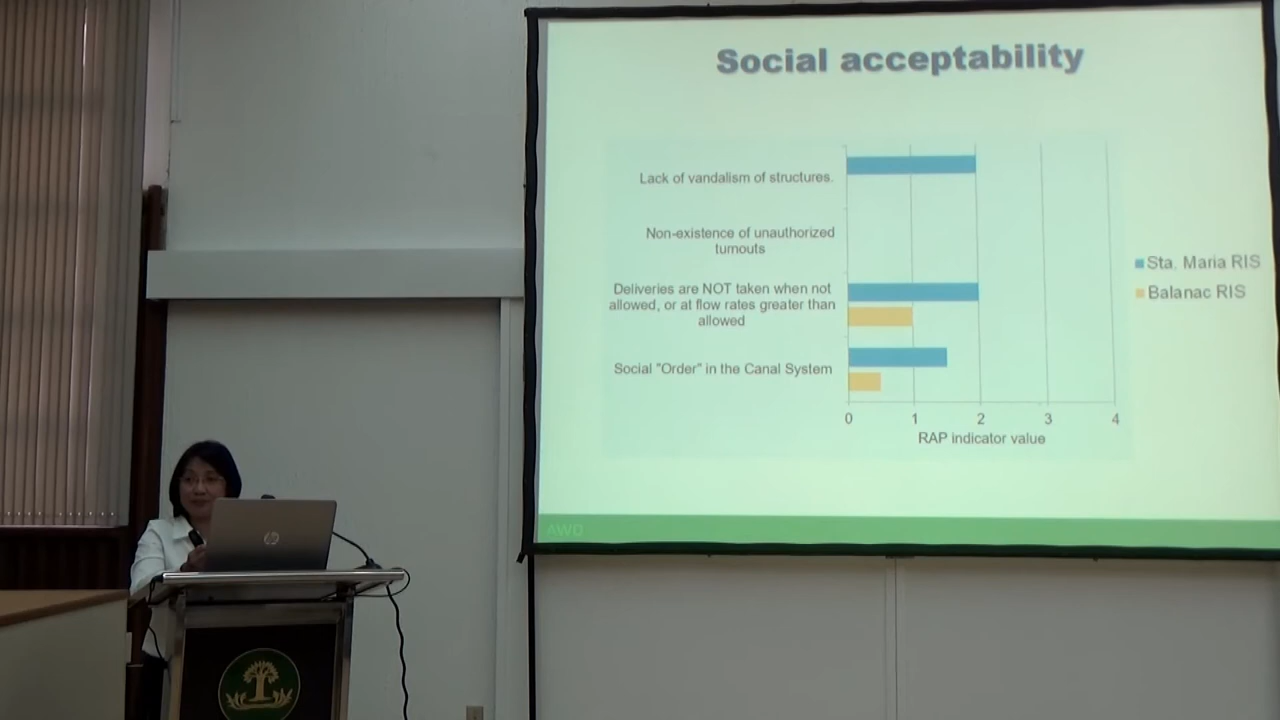 Social acceptability
Lack of vandalism of structures.
Non-existence of unauthorized
turnouts
Deliveries are NOT taken when not
allowed, or at flow rates greater than
allowed
Social "Order" in the Canal System
0 1 2 3 4
RAP indicator value
Sta. Maria RIS
Balanac RIS
AWD
hp